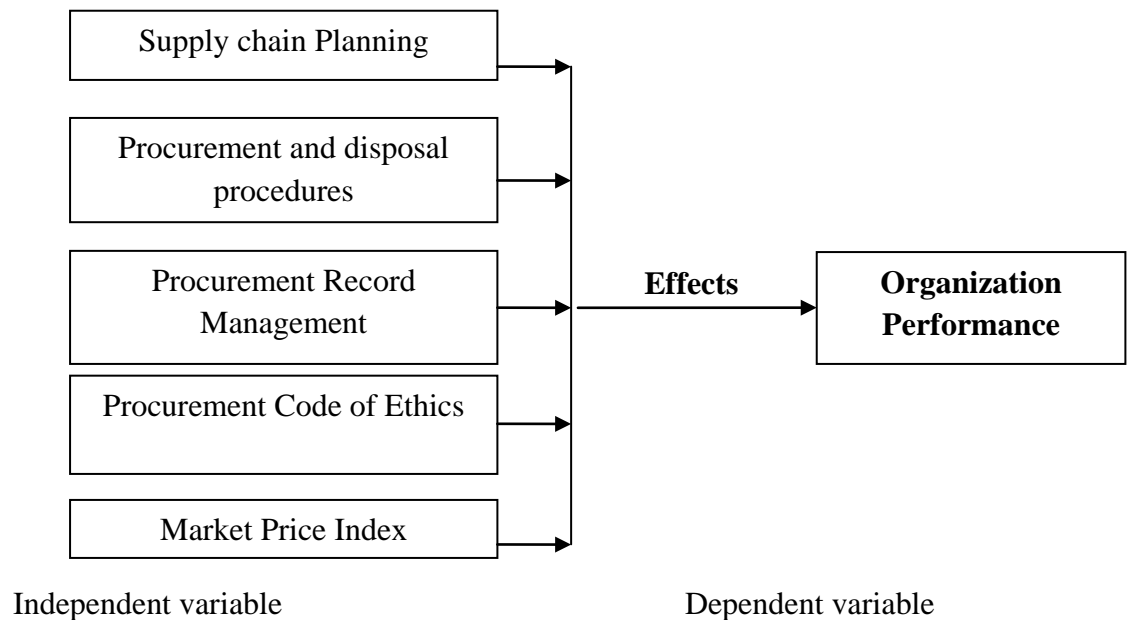 Supply chain Planning
Procurement and disposal
procedures
Procurement Record
Management
Procurement Code of Ethics
Market Price Index
Effects
Organization
Performance
Independent variable
Dependent variable